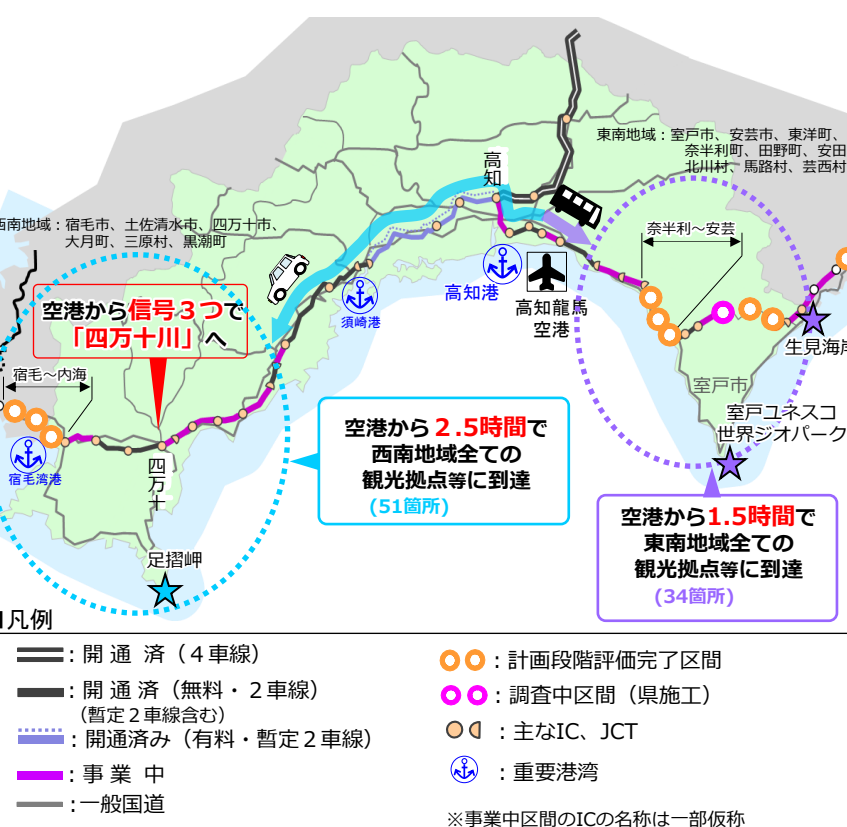 東南地域：室戸市、安芸市、東洋町、
奈半利町、田野町、安田
北川村、馬路村、芸西村
高知
西南地域：宿毛市、土佐清水市、四万十市、
大月町、三原村、黒潮町
奈半利～安芸
空港から信号３つで
「四万十川」へ
高知港
高知龍馬
空港
須崎港
生見海岸
宿毛～内海
室戸市
室戸ユネスコ
世界ジオパーク
空港から２.５時間で
西南地域全ての
観光拠点等に到達
(51箇所)
宿毛湾港
四万十
空港から1.5時間で
東南地域全ての
観光拠点等に到達
(34箇所)
足摺岬
凡例
：開 通 済（４車線）
：開 通 済（無料・２車線）
（暫定２車線含む）
：開通済み（有料・暫定２車線）
：事 業 中
：一般国道
：計画段階評価完了区間
：調査中区間（県施工）
：主なIC、JCT
：重要港湾
※事業中区間のICの名称は一部仮称